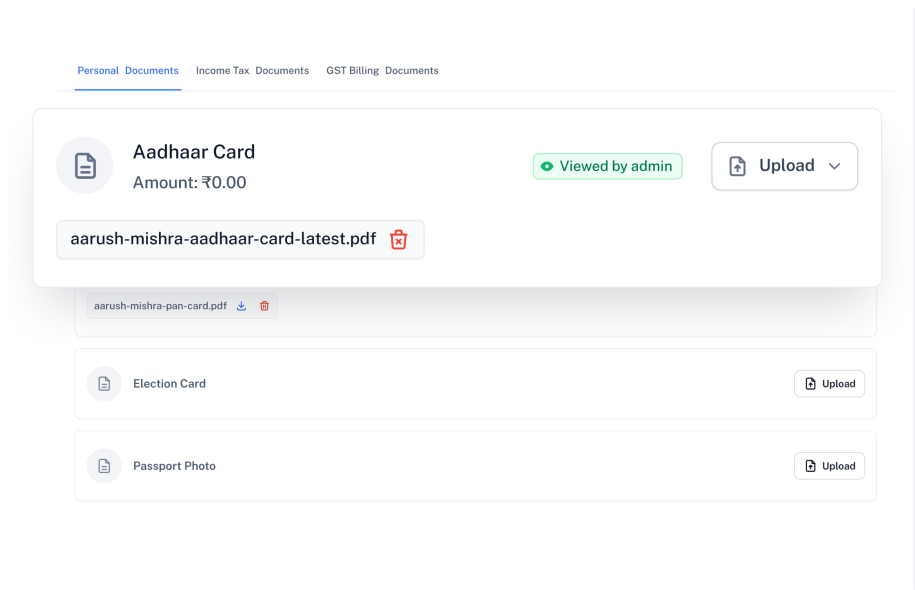 Personal Documents Income Tax Documents GST Billing Documents
Aadhaar Card
Amount: ₹0.00
Viewed by admin
Upload
aarush-mishra-aadhaar-card-latest.pdf
aarush-mishra-pan-card.pdf
Election Card
Upload
Passport Photo
Upload